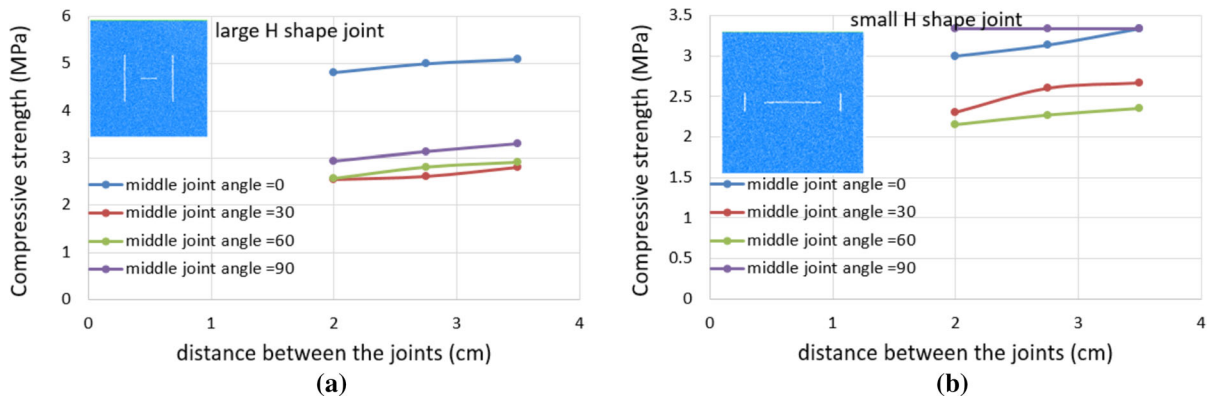 large H shape joint
Compressive strength (MPa)
6
5
4
3
2
1
0
middle joint angle =0
middle joint angle =30
middle joint angle =60
middle joint angle =90
0 1 2 3 4
distance between the joints (cm)
(a)
small H shape joint
Compressive strength (MPa)
3.5
3
2.5
2
1.5
1
0.5
0
middle joint angle =0
middle joint angle =30
middle joint angle =60
middle joint angle =90
0 1 2 3 4
distance between the joints (cm)
(b)